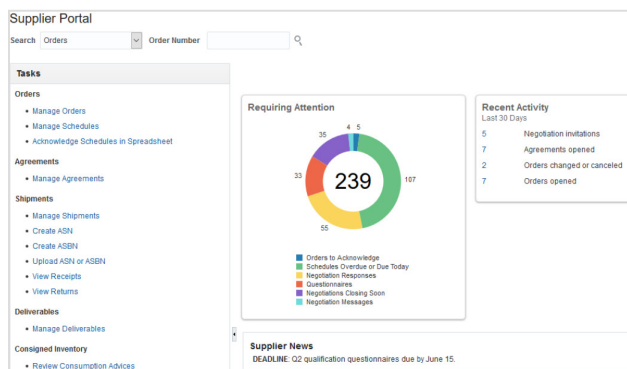 Supplier Portal
Search Orders Order Number
Tasks
Orders
Manage Orders
Manage Schedules
Acknowledge Schedules in Spreadsheet
Agreements
Manage Agreements
Shipments
Manage Shipments
Create ASN
Create ASBN
Upload ASN or ASBN
View Receipts
View Returns
Deliverables
Manage Deliverables
Consigned Inventory
Review Consumption Advices
Requiring Attention
4 5
35
33
239
107
55
Orders to Acknowledge
Schedules Overdue or Due Today
Negotiation Responses
Questionnaires
Negotiations Closing Soon
Negotiation Messages
Recent Activity
Last 30 Days
5 Negotiation invitations
7 Agreements opened
2 Orders changed or canceled
7 Orders opened
Supplier News
DEADLINE: Q2 qualification questionnaires due by June 15.